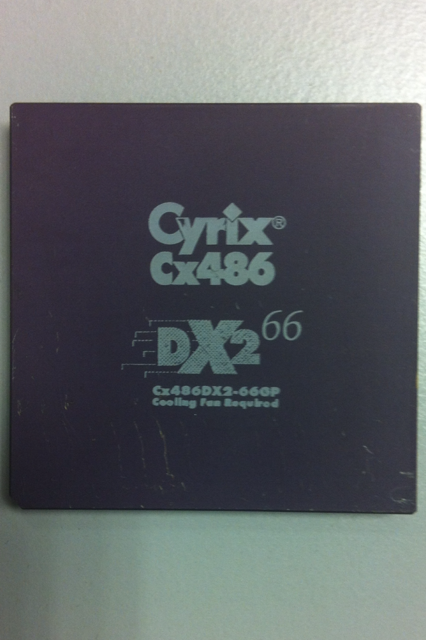 Cyrix®
Cx486
DX2 66
Cx486DX2-66GP
Cooling Fan Required